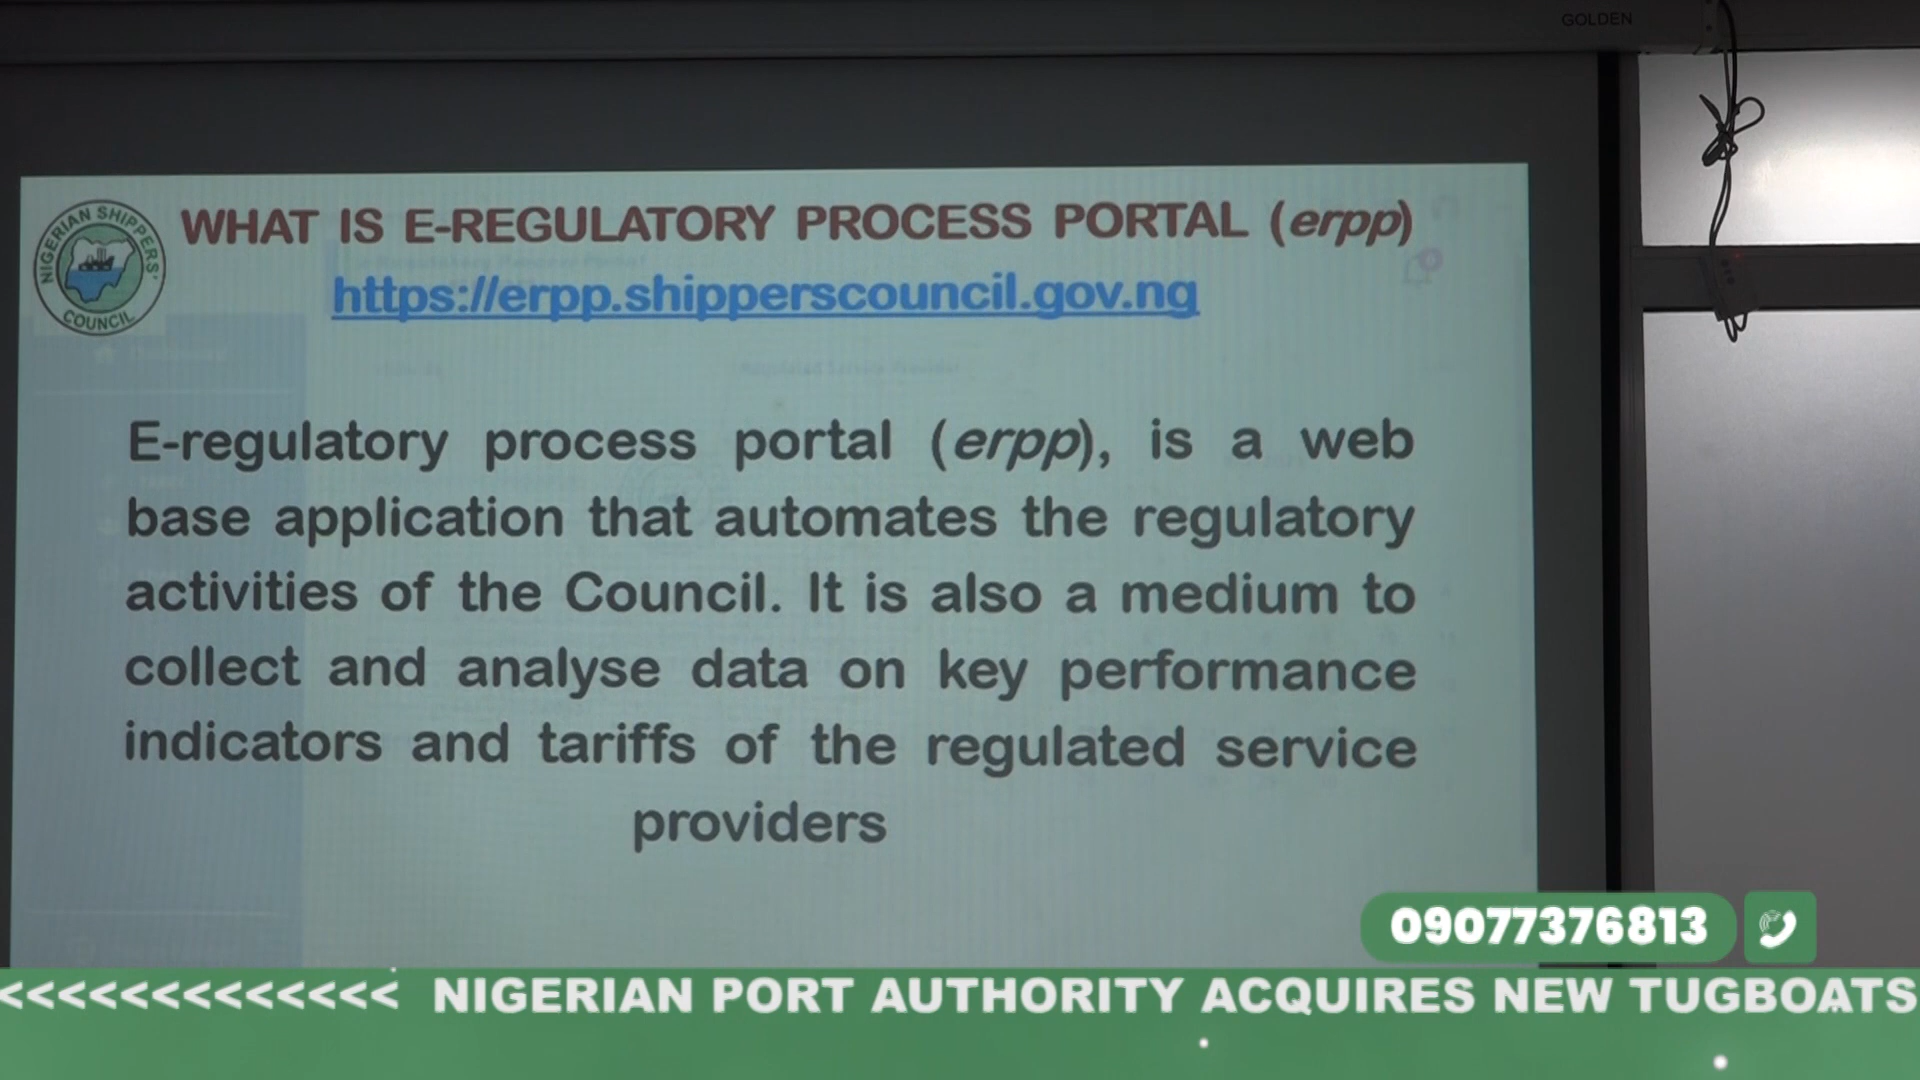 GOLDEN
NIGERIAN SHIPPERS'
COUNCIL
WHAT IS E-REGULATORY PROCESS PORTAL (erpp)
https://erpp.shipperscouncil.gov.ng
E-regulatory process portal (erpp), is a web
base application that automates the regulatory
activities of the Council. It is also a medium to
collect and analyse data on key performance
indicators and tariffs of the regulated service
providers
09077376813
<<<<<<<<<<<<< NIGERIAN PORT AUTHORITY ACQUIRES NEW TUGBOATS